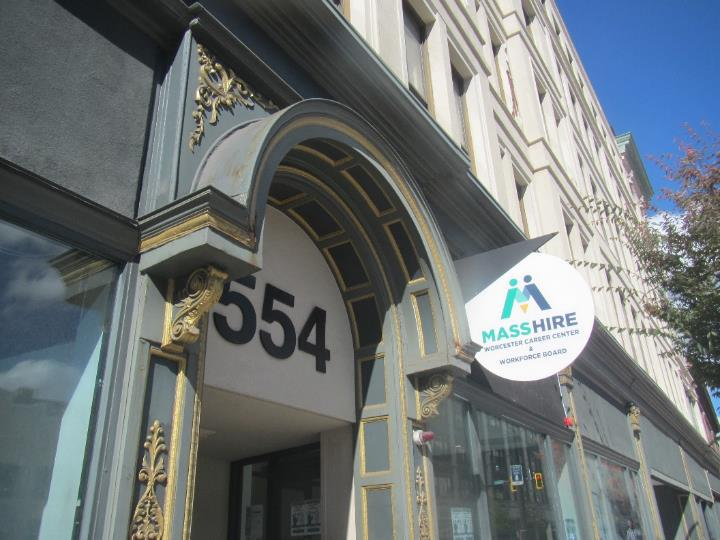 554
MASSHIRE
WORCESTER CAREER CENTER
&
WORKFORCE BOARD